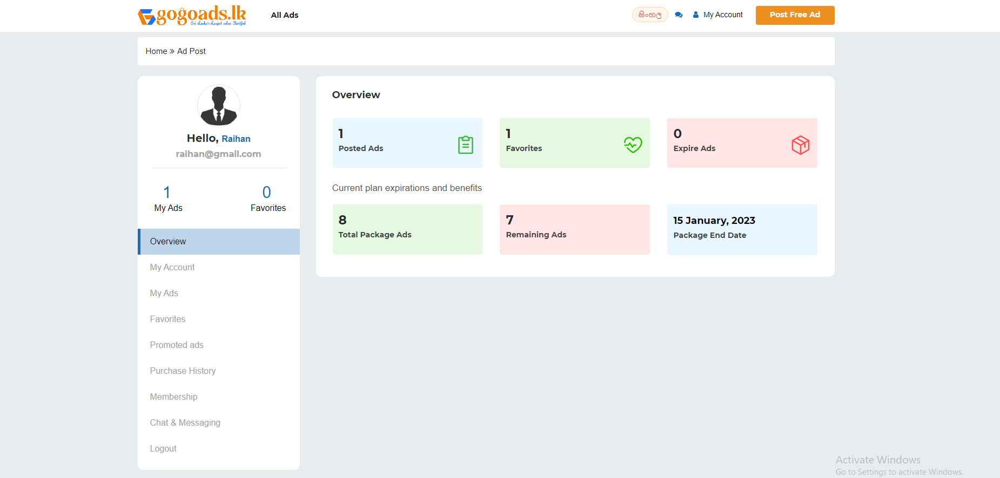 gogoads.lk
Sri Lanka's Largest online Classified
All Ads
සිංහල
My Account
Post Free Ad
Home » Ad Post
Hello, Raihan
raihan@gmail.com
1
My Ads
0
Favorites
Overview
My Account
My Ads
Favorites
Promoted ads
Purchase History
Membership
Chat & Messaging
Logout
Overview
1
Posted Ads
1
Favorites
0
Expire Ads
Current plan expirations and benefits
8
Total Package Ads
7
Remaining Ads
15 January, 2023
Package End Date
Activate Windows
Go to Settings to activate Windows.